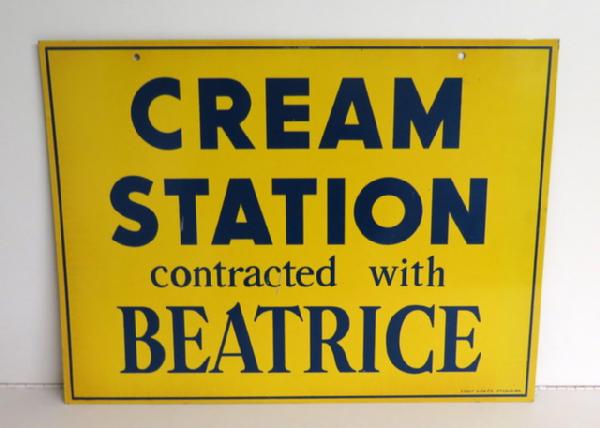 CREAM
STATION
contracted with
BEATRICE